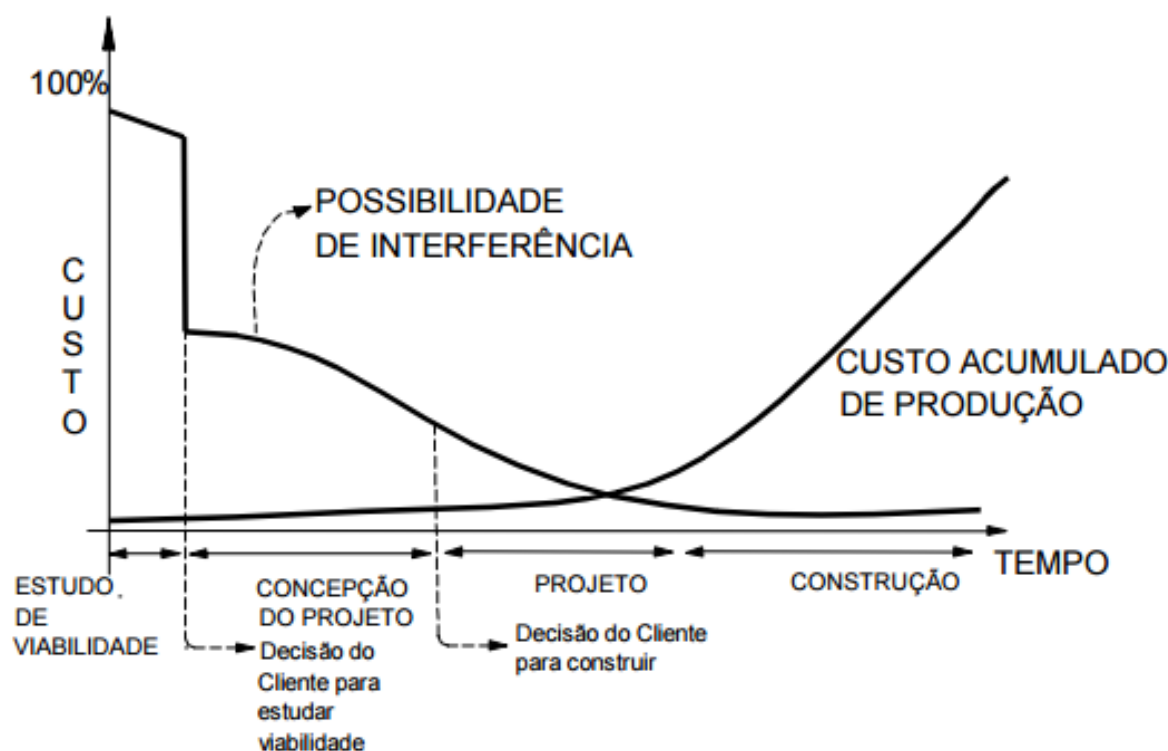 100%
POSSIBILIDADE
DE INTERFERÊNCIA
C
U
S
T
O
CUSTO ACUMULADO
DE PRODUÇÃO
TEMPO
ESTUDO
DE
VIABILIDADE
CONCEPÇÃO
DO PROJETO
PROJETO
CONSTRUÇÃO
Decisão do
Cliente para
estudar
viabilidade
Decisão do Cliente
para construir